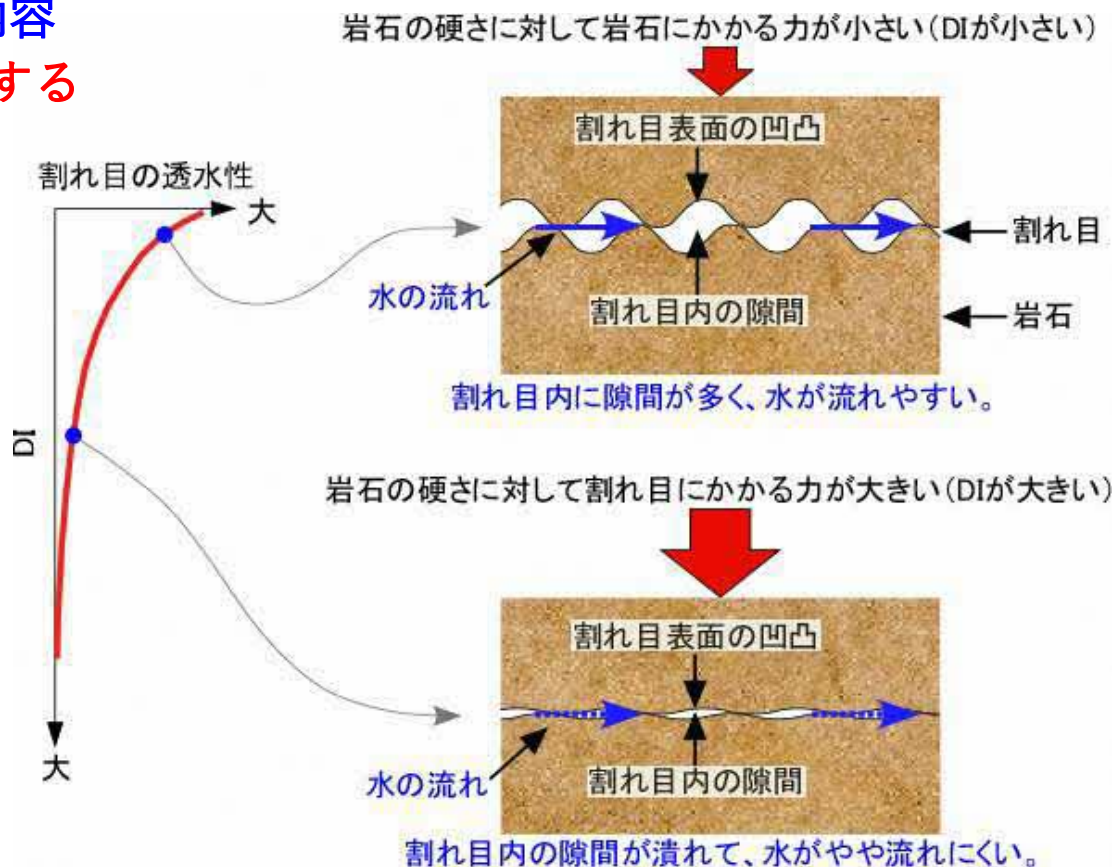 内容
する
岩石の硬さに対して岩石にかかる力が小さい(DIが小さい)
割れ目の透水性
大
DI
大
割れ目表面の凹凸
水の流れ
割れ目内の隙間
割れ目
岩石
割れ目内に隙間が多く、水が流れやすい。
岩石の硬さに対して割れ目にかかる力が大きい(DIが大きい)
割れ目表面の凹凸
水の流れ
割れ目内の隙間
割れ目内の隙間が潰れて、水がやや流れにくい。